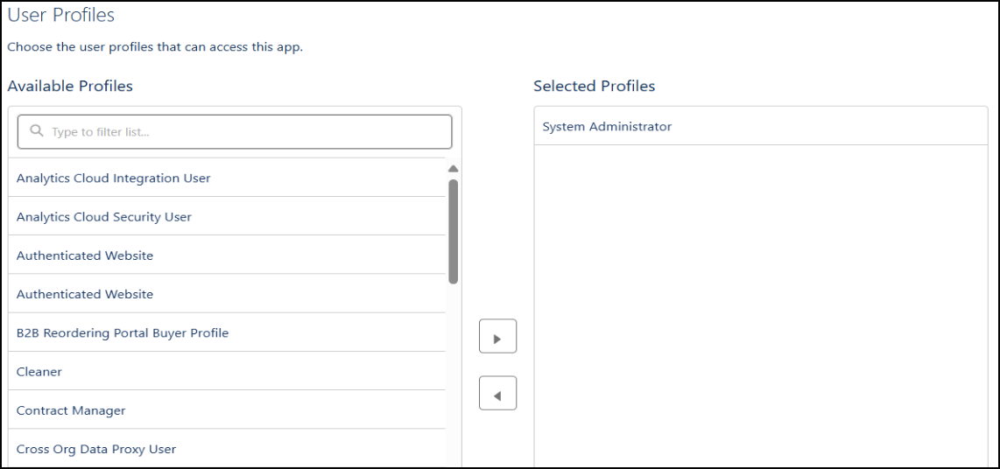 User Profiles
Choose the user profiles that can access this app.
Available Profiles
Type to filter list...
Analytics Cloud Integration User
Analytics Cloud Security User
Authenticated Website
Authenticated Website
B2B Reordering Portal Buyer Profile
Cleaner
Contract Manager
Cross Org Data Proxy User
Selected Profiles
System Administrator